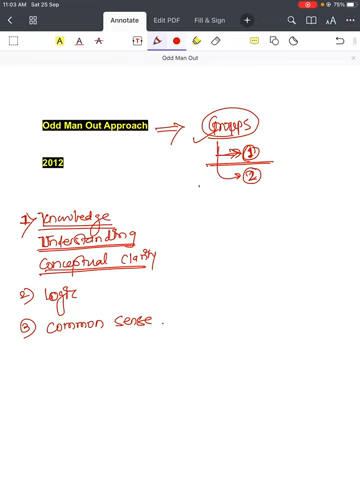 11:03 AM Sat 25 Sep
75%
Annotate Edit PDF Fill & Sign
Odd Man Out
Odd Man Out Approach
Groups
1
2012
2
1) Knowledge
Understanding
Conceptual Clarity
2) Logic
3 common sense.